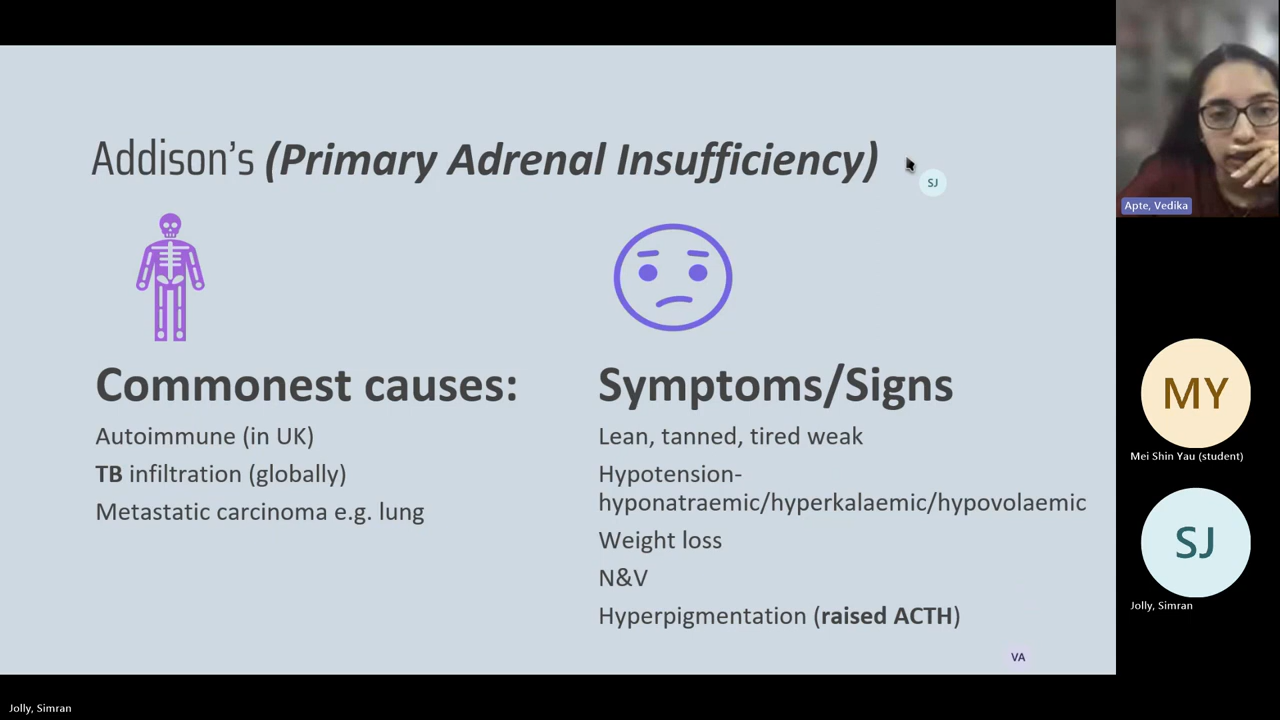 Addison's (Primary Adrenal Insufficiency)
SJ
Commonest causes:
Autoimmune (in UK)
TB infiltration (globally)
Metastatic carcinoma e.g. lung
Symptoms/Signs
Lean, tanned, tired weak
Hypotension-
hyponatraemic/hyperkalaemic/hypovolaemic
Weight loss
N&V
Hyperpigmentation (raised ACTH)
VA
Apte, Vedika
MY
Mei Shin Yau (student)
SJ
Jolly, Simran
Jolly, Simran